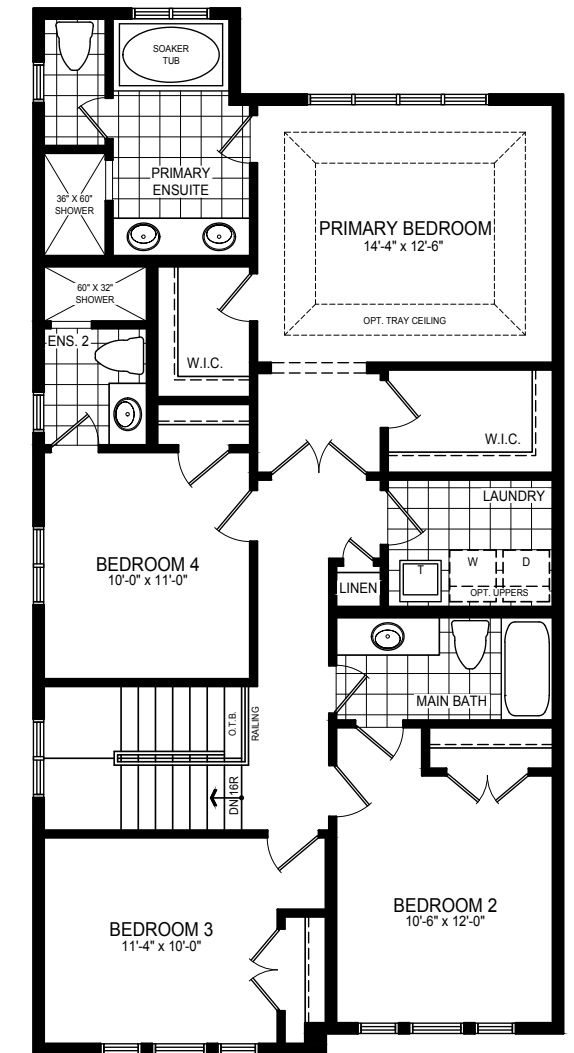 SOAKER
TUB
PRIMARY
ENSUITE
36" X 60"
SHOWER
PRIMARY BEDROOM
14'-4" x 12'-6"
OPT. TRAY CEILING
60" X 32"
SHOWER
ENS. 2
W.I.C.
W.I.C.
LAUNDRY
BEDROOM 4
10'-0" x 11'-0"
LINEN
T
W
D
OPT. UPPERS
MAIN BATH
O.T.B.
RAILING
DN 16R
BEDROOM 2
10'-6" x 12'-0"
BEDROOM 3
11'-4" x 10'-0"